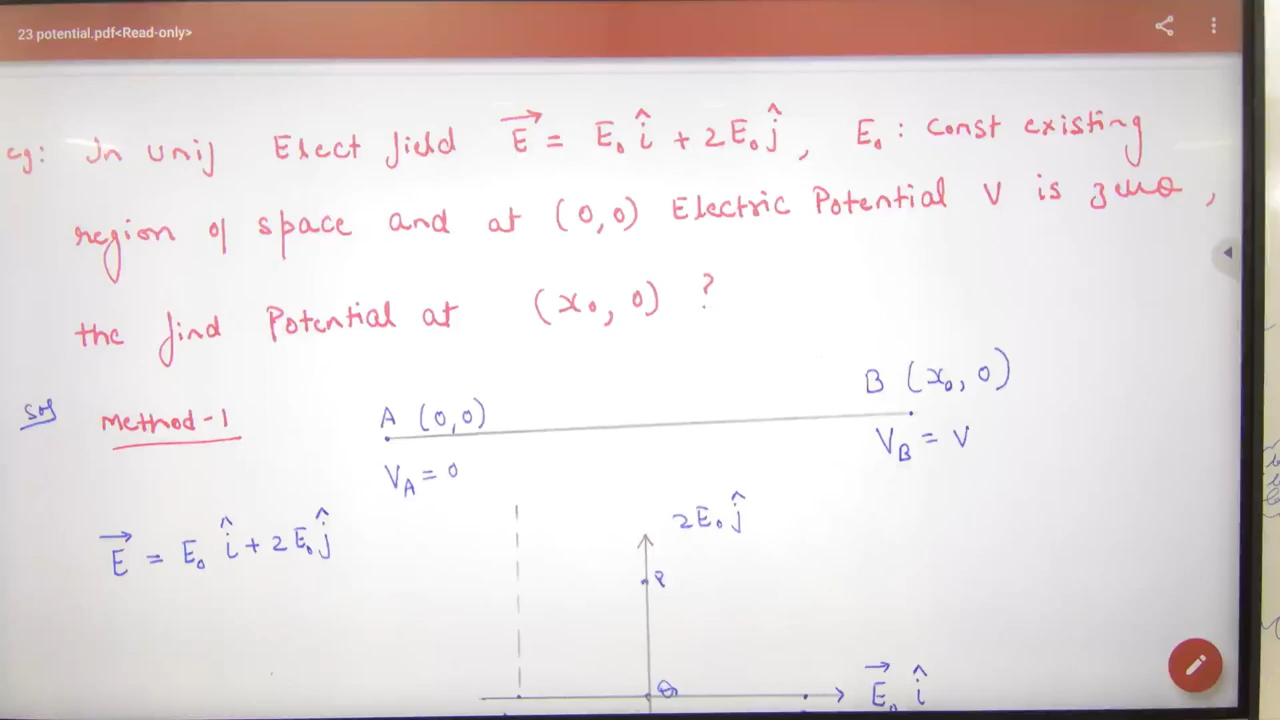 23 potential.pdf<Read-only>
eg: In unif Elect field E⃗ = E₀ î + 2E₀ ĵ, E₀ : const existing
region of space and at (0,0) Electric Potential V is zero,
the find Potential at (x₀, 0) ?
Sol Method-1 A (0,0) B (x₀, 0)
V_A = 0 V_B = V
E⃗ = E₀ î + 2E₀ ĵ 2E₀ ĵ
P
E⃗₀ î